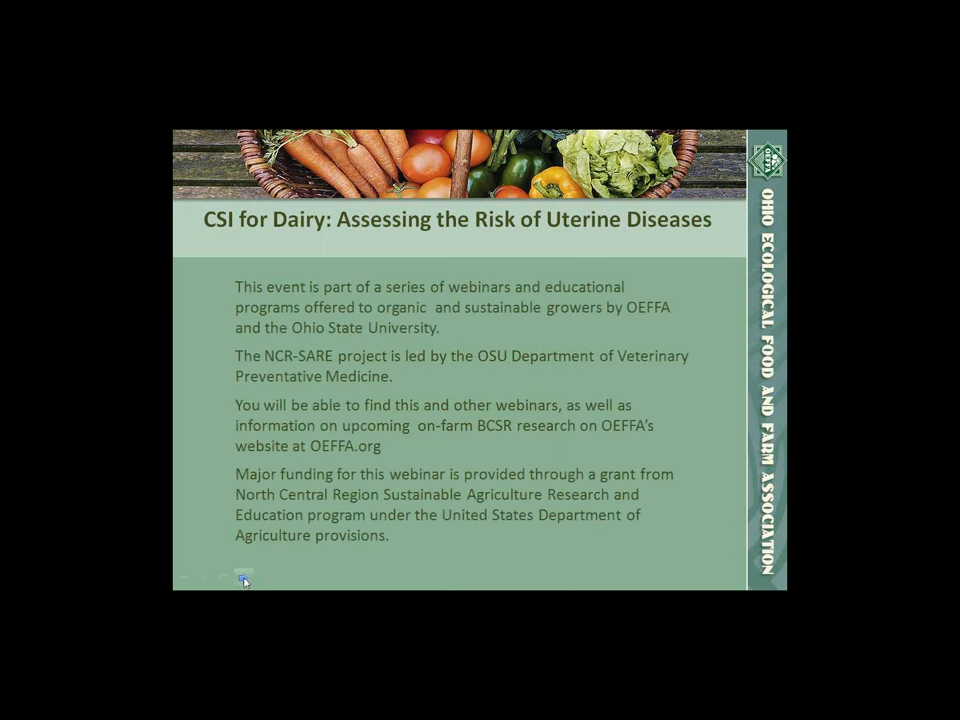 CSI for Dairy: Assessing the Risk of Uterine Diseases
This event is part of a series of webinars and educational
programs offered to organic and sustainable growers by OEFFA
and the Ohio State University.
The NCR-SARE project is led by the OSU Department of Veterinary
Preventative Medicine.
You will be able to find this and other webinars, as well as
information on upcoming on-farm BCSR research on OEFFA's
website at OEFFA.org
Major funding for this webinar is provided through a grant from
North Central Region Sustainable Agriculture Research and
Education program under the United States Department of
Agriculture provisions.
OEFFA
OHIO ECOLOGICAL FOOD AND FARM ASSOCIATION